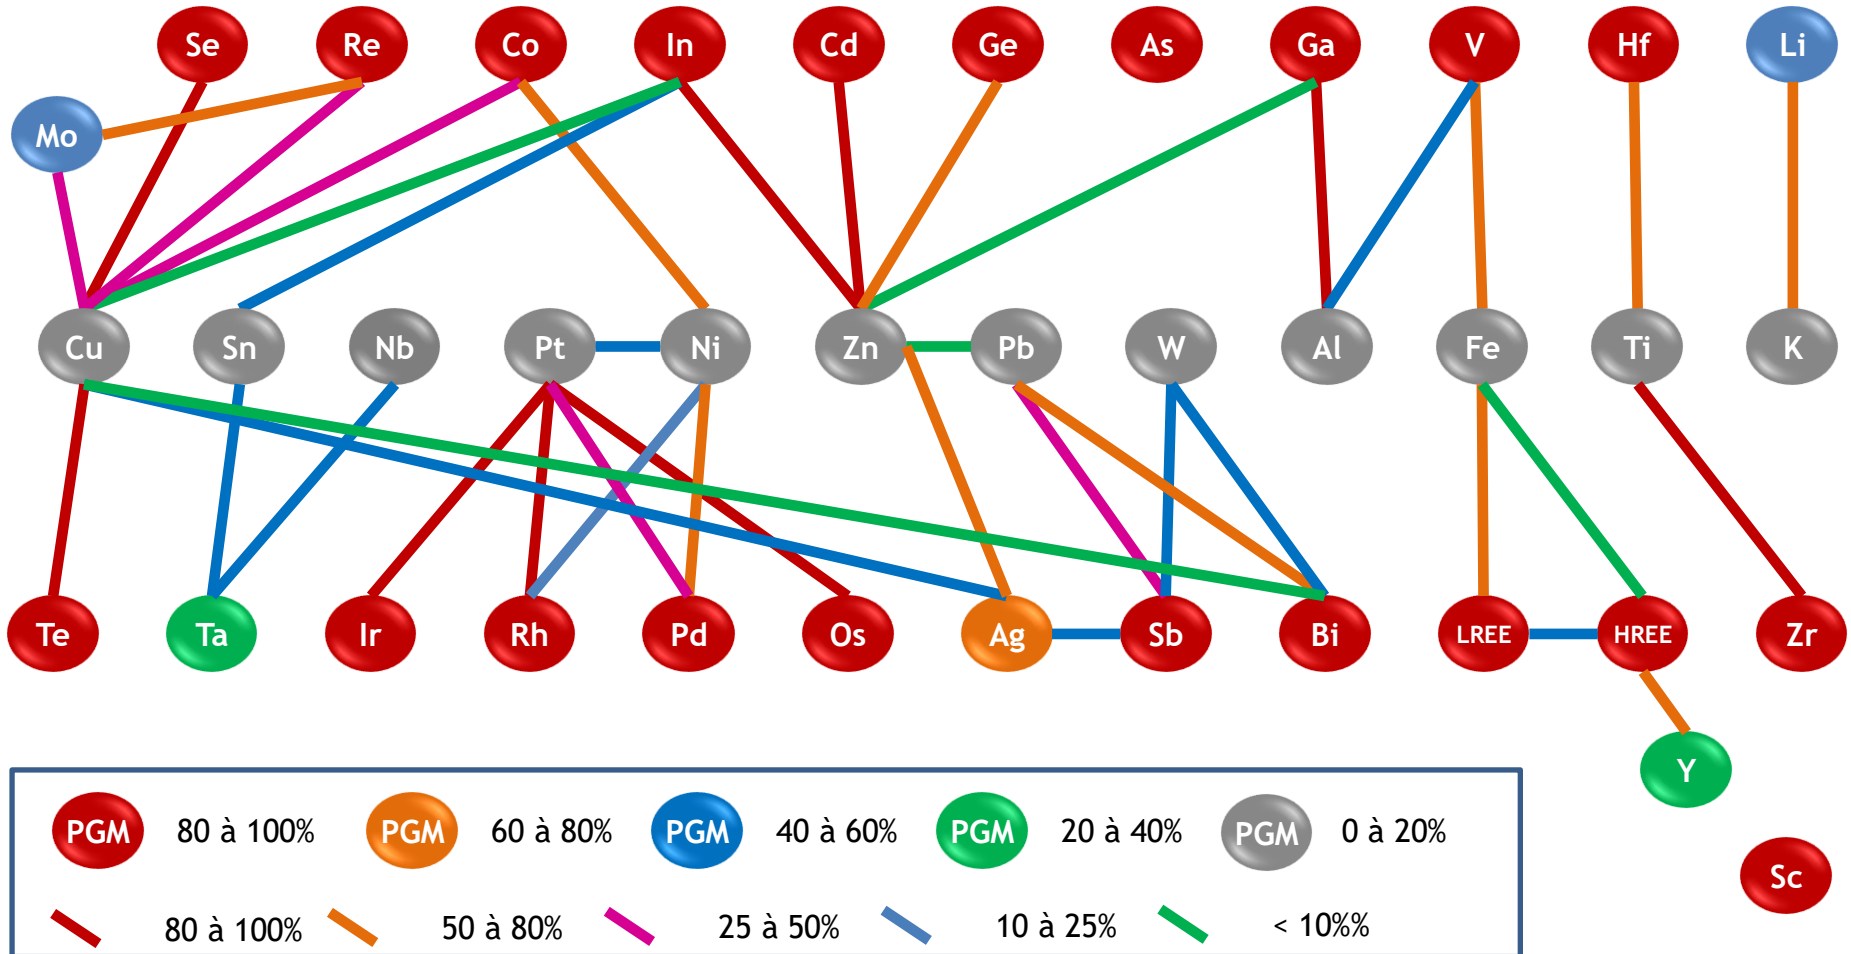 Se Re Co In Cd Ge As Ga V Hf Li
Mo
Cu Sn Nb Pt Ni Zn Pb W Al Fe Ti K
Te Ta Ir Rh Pd Os Ag Sb Bi LREE HREE Zr
Y
PGM 80 à 100% PGM 60 à 80% PGM 40 à 60% PGM 20 à 40% PGM 0 à 20%
Sc
80 à 100% 50 à 80% 25 à 50% 10 à 25% < 10%%